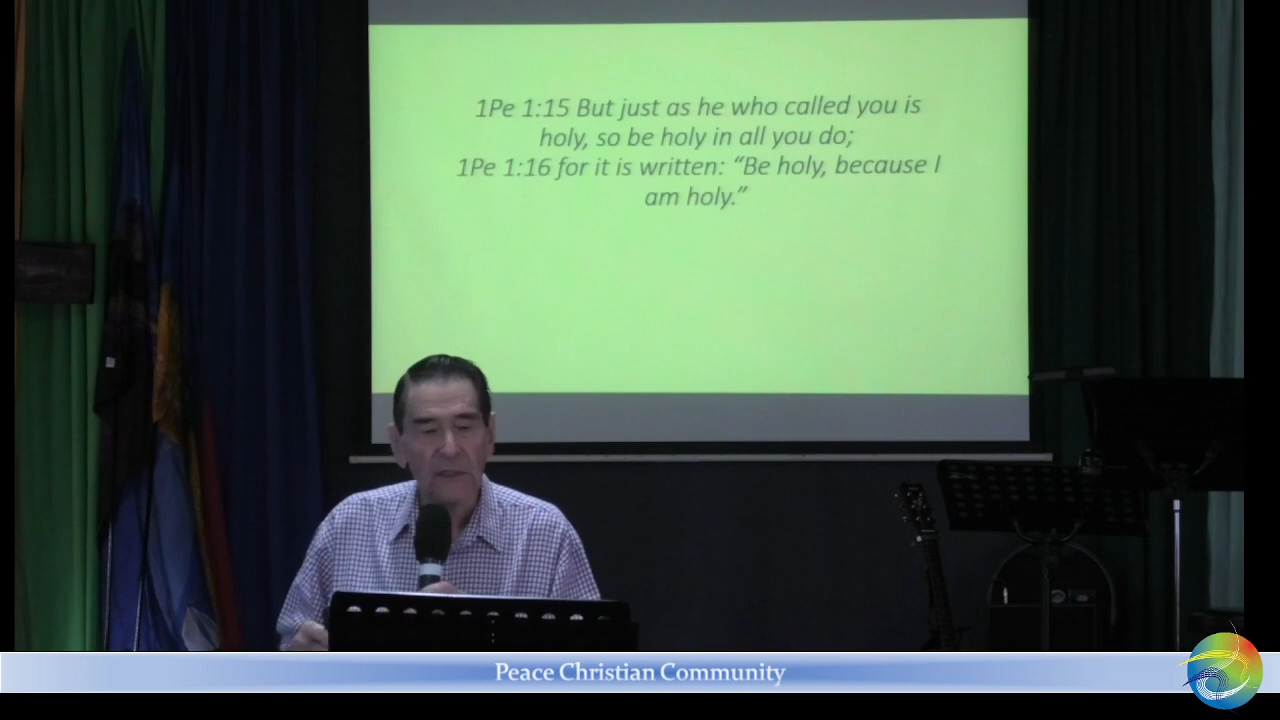 1Pe 1:15 But just as he who called you is
holy, so be holy in all you do;
1Pe 1:16 for it is written: “Be holy, because I
am holy.”
Peace Christian Community